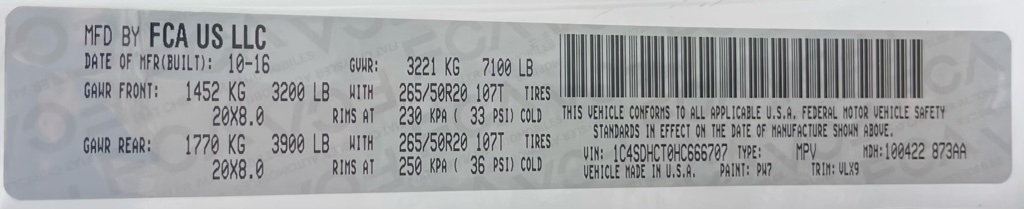 MFD BY FCA US LLC
DATE OF MFR(BUILT): 10-16 GVWR: 3221 KG 7100 LB
GAWR FRONT: 1452 KG 3200 LB WITH 265/50R20 107T TIRES
20X8.0 RIMS AT 230 KPA ( 33 PSI) COLD
GAWR REAR: 1770 KG 3900 LB WITH 265/50R20 107T TIRES
20X8.0 RIMS AT 250 KPA ( 36 PSI) COLD
THIS VEHICLE CONFORMS TO ALL APPLICABLE U.S.A. FEDERAL MOTOR VEHICLE SAFETY
STANDARDS IN EFFECT ON THE DATE OF MANUFACTURE SHOWN ABOVE.
VIN: 1C4SDHCT0HC666707 TYPE: MPV MDH:100422 873AA
VEHICLE MADE IN U.S.A. PAINT: PW7 TRIM: VLX9